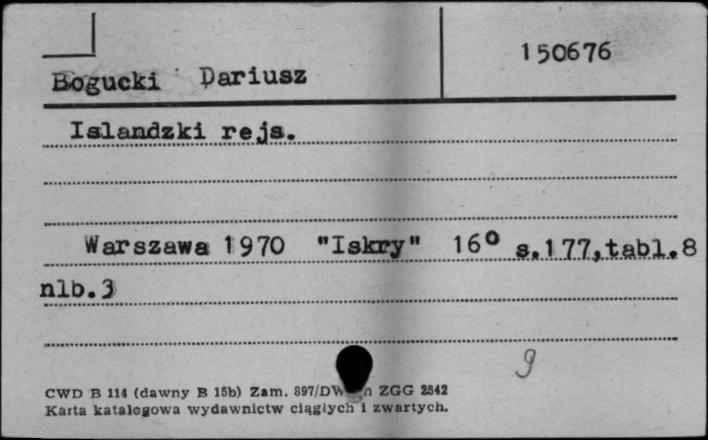 150676
Bogucki Dariusz
Islandzki rejs.
Warszawa 1970 "Iskry" 16° s.177,tabl.8
nlb.3
9
CWD B 114 (dawny B 15b) Zam. 897/DW ZGG 2542
Karta katalogowa wydawnictw ciągłych i zwartych.